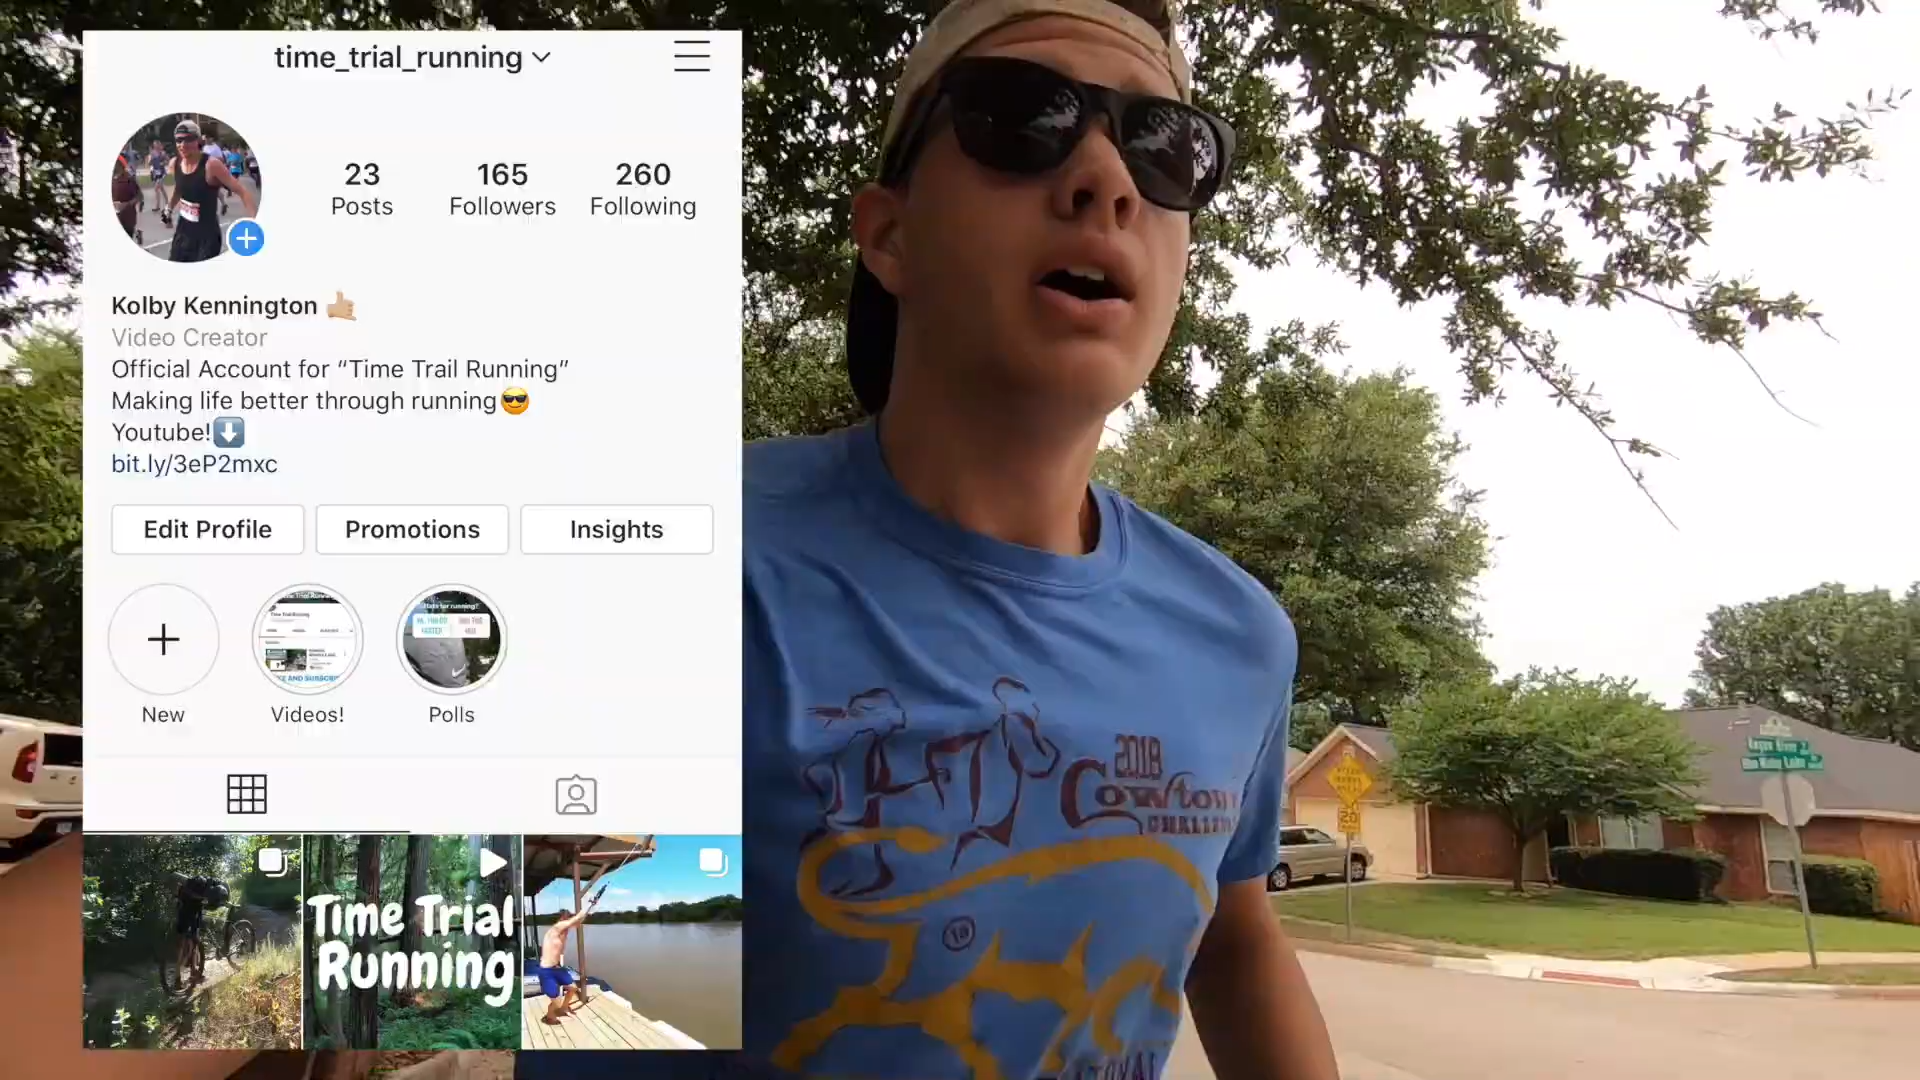 time_trial_running
23 165 260
Posts Followers Following
Kolby Kennington
Video Creator
Official Account for “Time Trail Running”
Making life better through running
Youtube!
bit.ly/3eP2mxc
Edit Profile Promotions Insights
New Videos! Polls
Time Trial
Running
2018
Cowtown